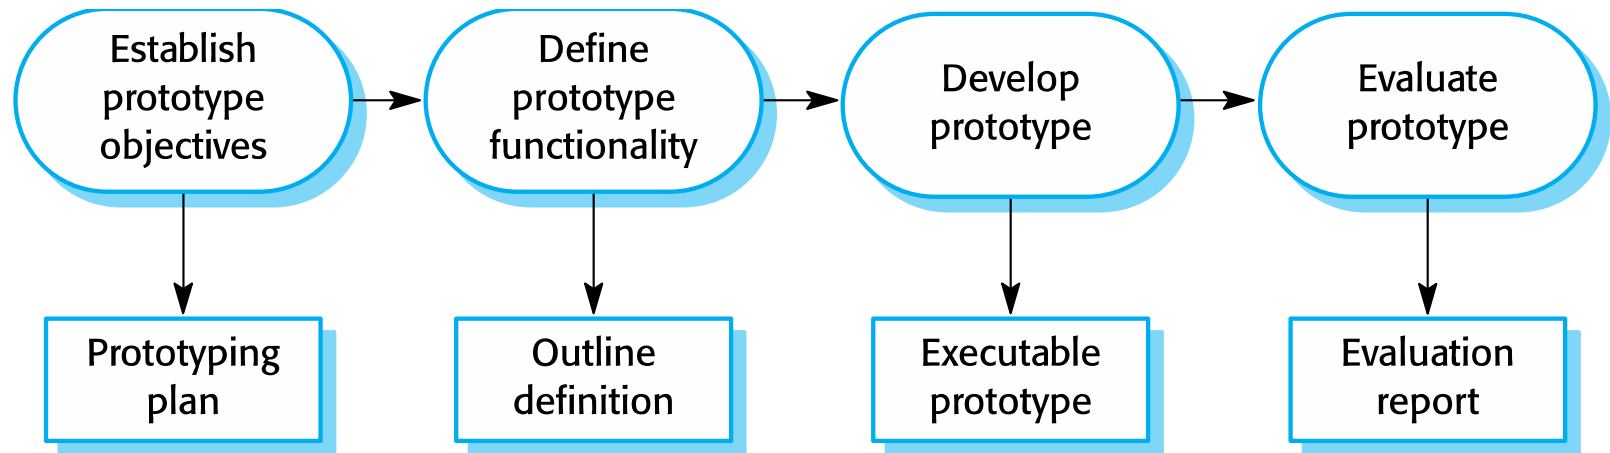 Establish
prototype
objectives
Define
prototype
functionality
Develop
prototype
Evaluate
prototype
Prototyping
plan
Outline
definition
Executable
prototype
Evaluation
report